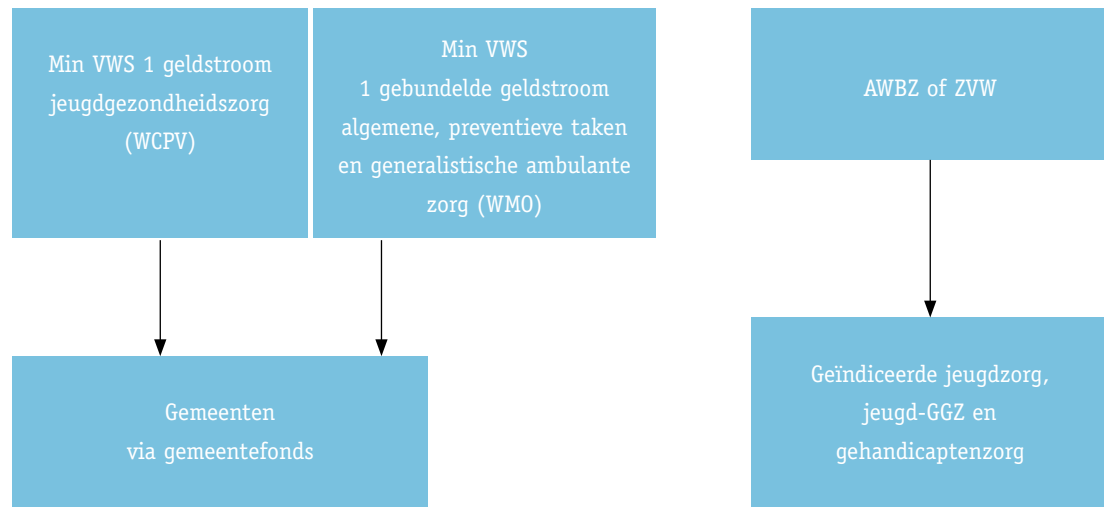 Min VWS 1 geldstroom
jeugdgezondheidszorg
(WCPV)
Min VWS
1 gebundelde geldstroom
algemene, preventieve taken
en generalistische ambulante
zorg (WMO)
AWBZ of ZVW
Gemeenten
via gemeentefonds
Geïndiceerde jeugdzorg,
jeugd-GGZ en
gehandicaptenzorg